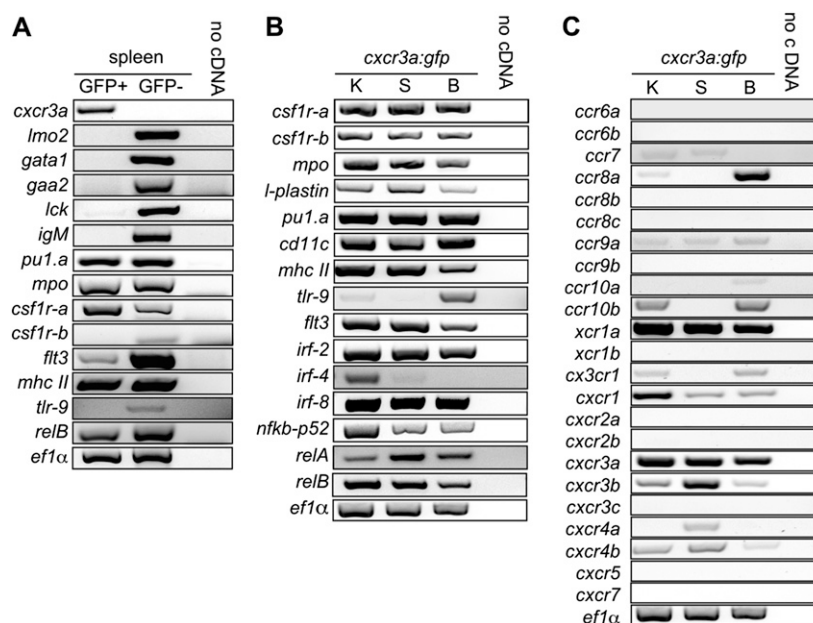 A
spleen
GFP+ GFP-
no cDNA
cxcr3a
lmo2
gata1
gaa2
lck
igM
pu1.a
mpo
csf1r-a
csf1r-b
flt3
mhc II
tlr-9
relB
ef1α
B
cxcr3a:gfp
K S B
no cDNA
csf1r-a
csf1r-b
mpo
l-plastin
pu1.a
cd11c
mhc II
tlr-9
flt3
irf-2
irf-4
irf-8
nfkb-p52
relA
relB
ef1α
C
cxcr3a:gfp
K S B
no c DNA
ccr6a
ccr6b
ccr7
ccr8a
ccr8b
ccr8c
ccr9a
ccr9b
ccr10a
ccr10b
xcr1a
xcr1b
cx3cr1
cxcr1
cxcr2a
cxcr2b
cxcr3a
cxcr3b
cxcr3c
cxcr4a
cxcr4b
cxcr5
cxcr7
ef1α